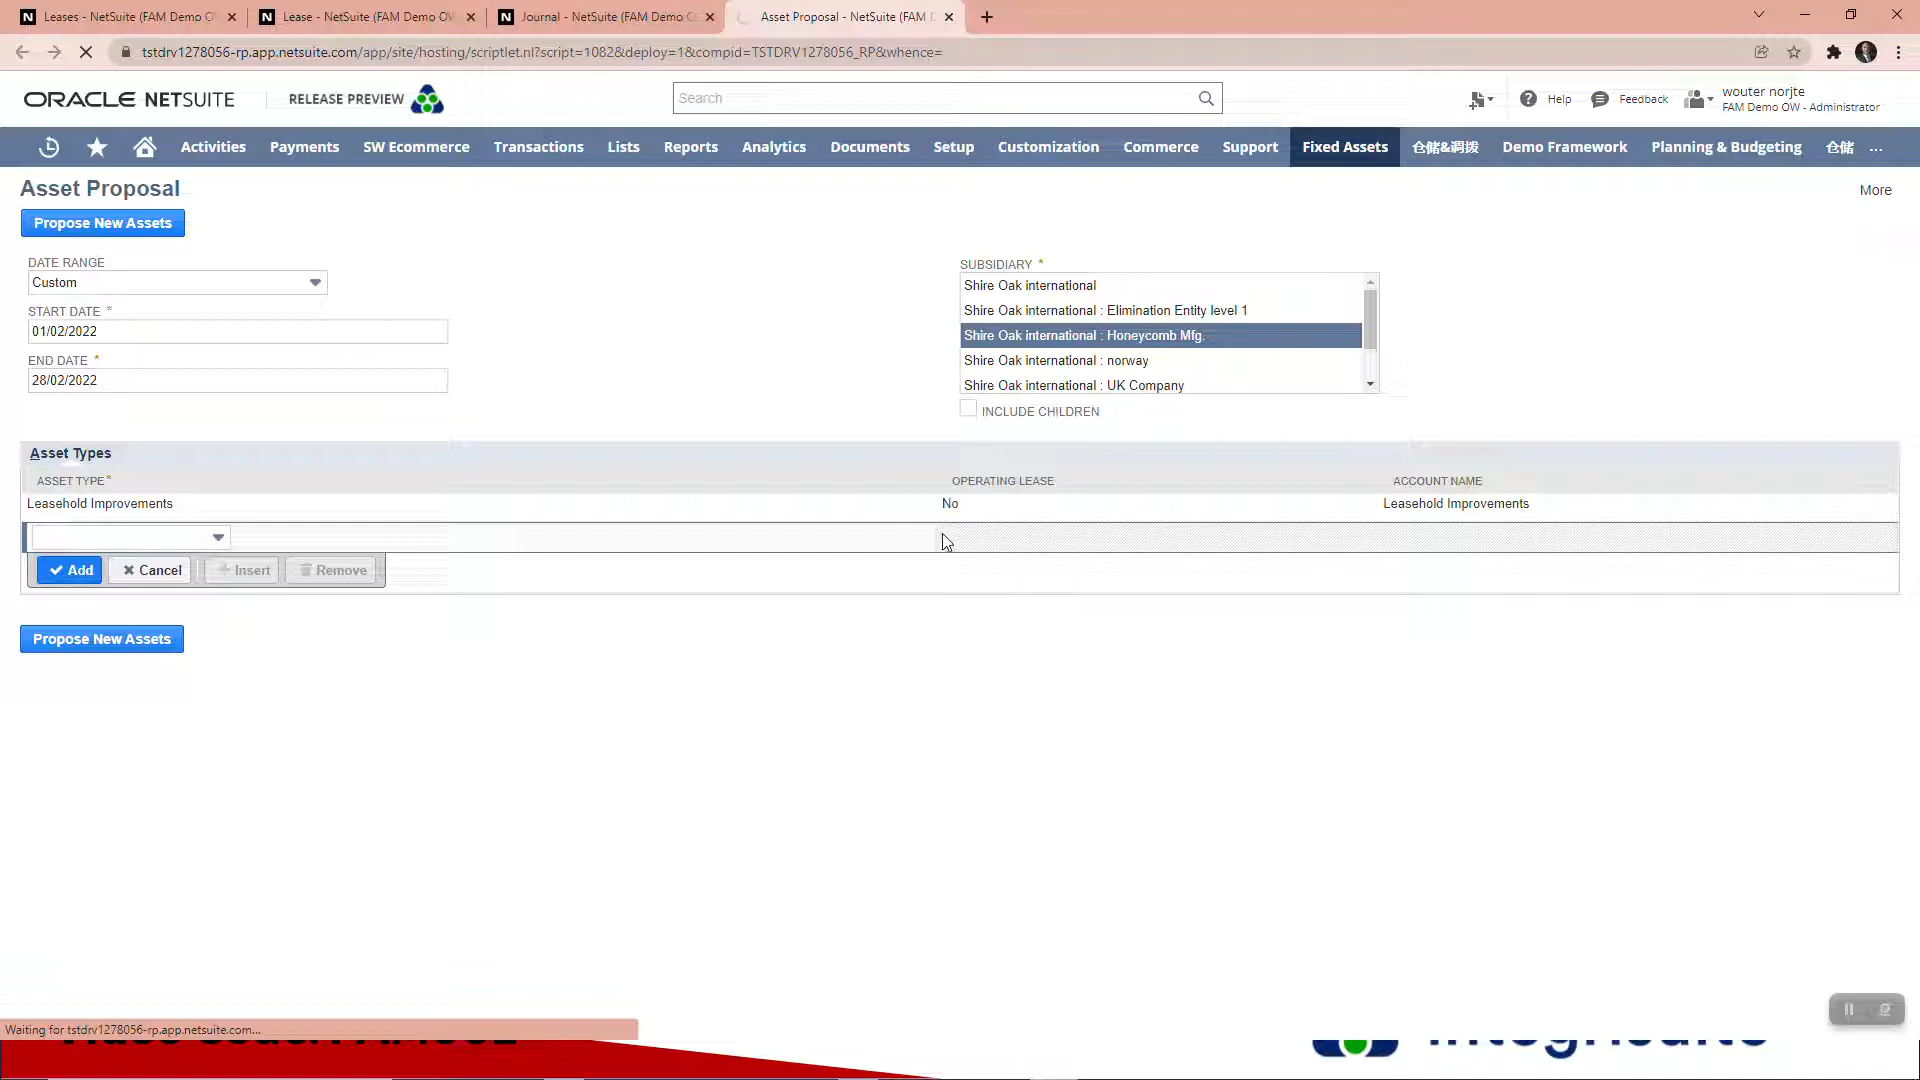 Leases - NetSuite (FAM Demo O
Lease - NetSuite (FAM Demo OW
Journal - NetSuite (FAM Demo O
Asset Proposal - NetSuite (FAM D
tstdrv1278056-rp.app.netsuite.com/app/site/hosting/scriptlet.nl?script=1082&deploy=1&compid=TSTDRV1278056_RP&whence=
ORACLE NETSUITE
RELEASE PREVIEW
Search
Help
Feedback
wouter norjte
FAM Demo OW - Administrator
Activities Payments SW Ecommerce Transactions Lists Reports Analytics Documents Setup Customization Commerce Support Fixed Assets 仓储&调拨 Demo Framework Planning & Budgeting 仓储 ...
Asset Proposal
More
Propose New Assets
DATE RANGE
Custom
START DATE *
01/02/2022
END DATE *
28/02/2022
SUBSIDIARY *
Shire Oak international
Shire Oak international : Elimination Entity level 1
Shire Oak international : Honeycomb Mfg.
Shire Oak international : norway
Shire Oak international : UK Company
INCLUDE CHILDREN
Asset Types
ASSET TYPE* OPERATING LEASE ACCOUNT NAME
Leasehold Improvements No Leasehold Improvements
Add Cancel Insert Remove
Propose New Assets
Waiting for tstdrv1278056-rp.app.netsuite.com...